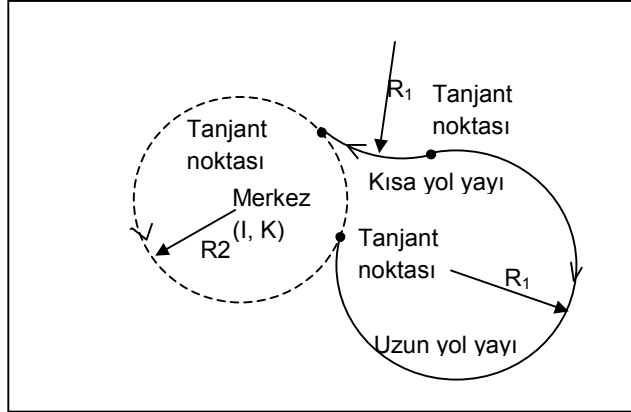 R₁
Tanjant
noktası
Tanjant
noktası
Kısa yol yayı
Merkez
(I, K)
R2
Tanjant
noktası
R₁
Uzun yol yayı